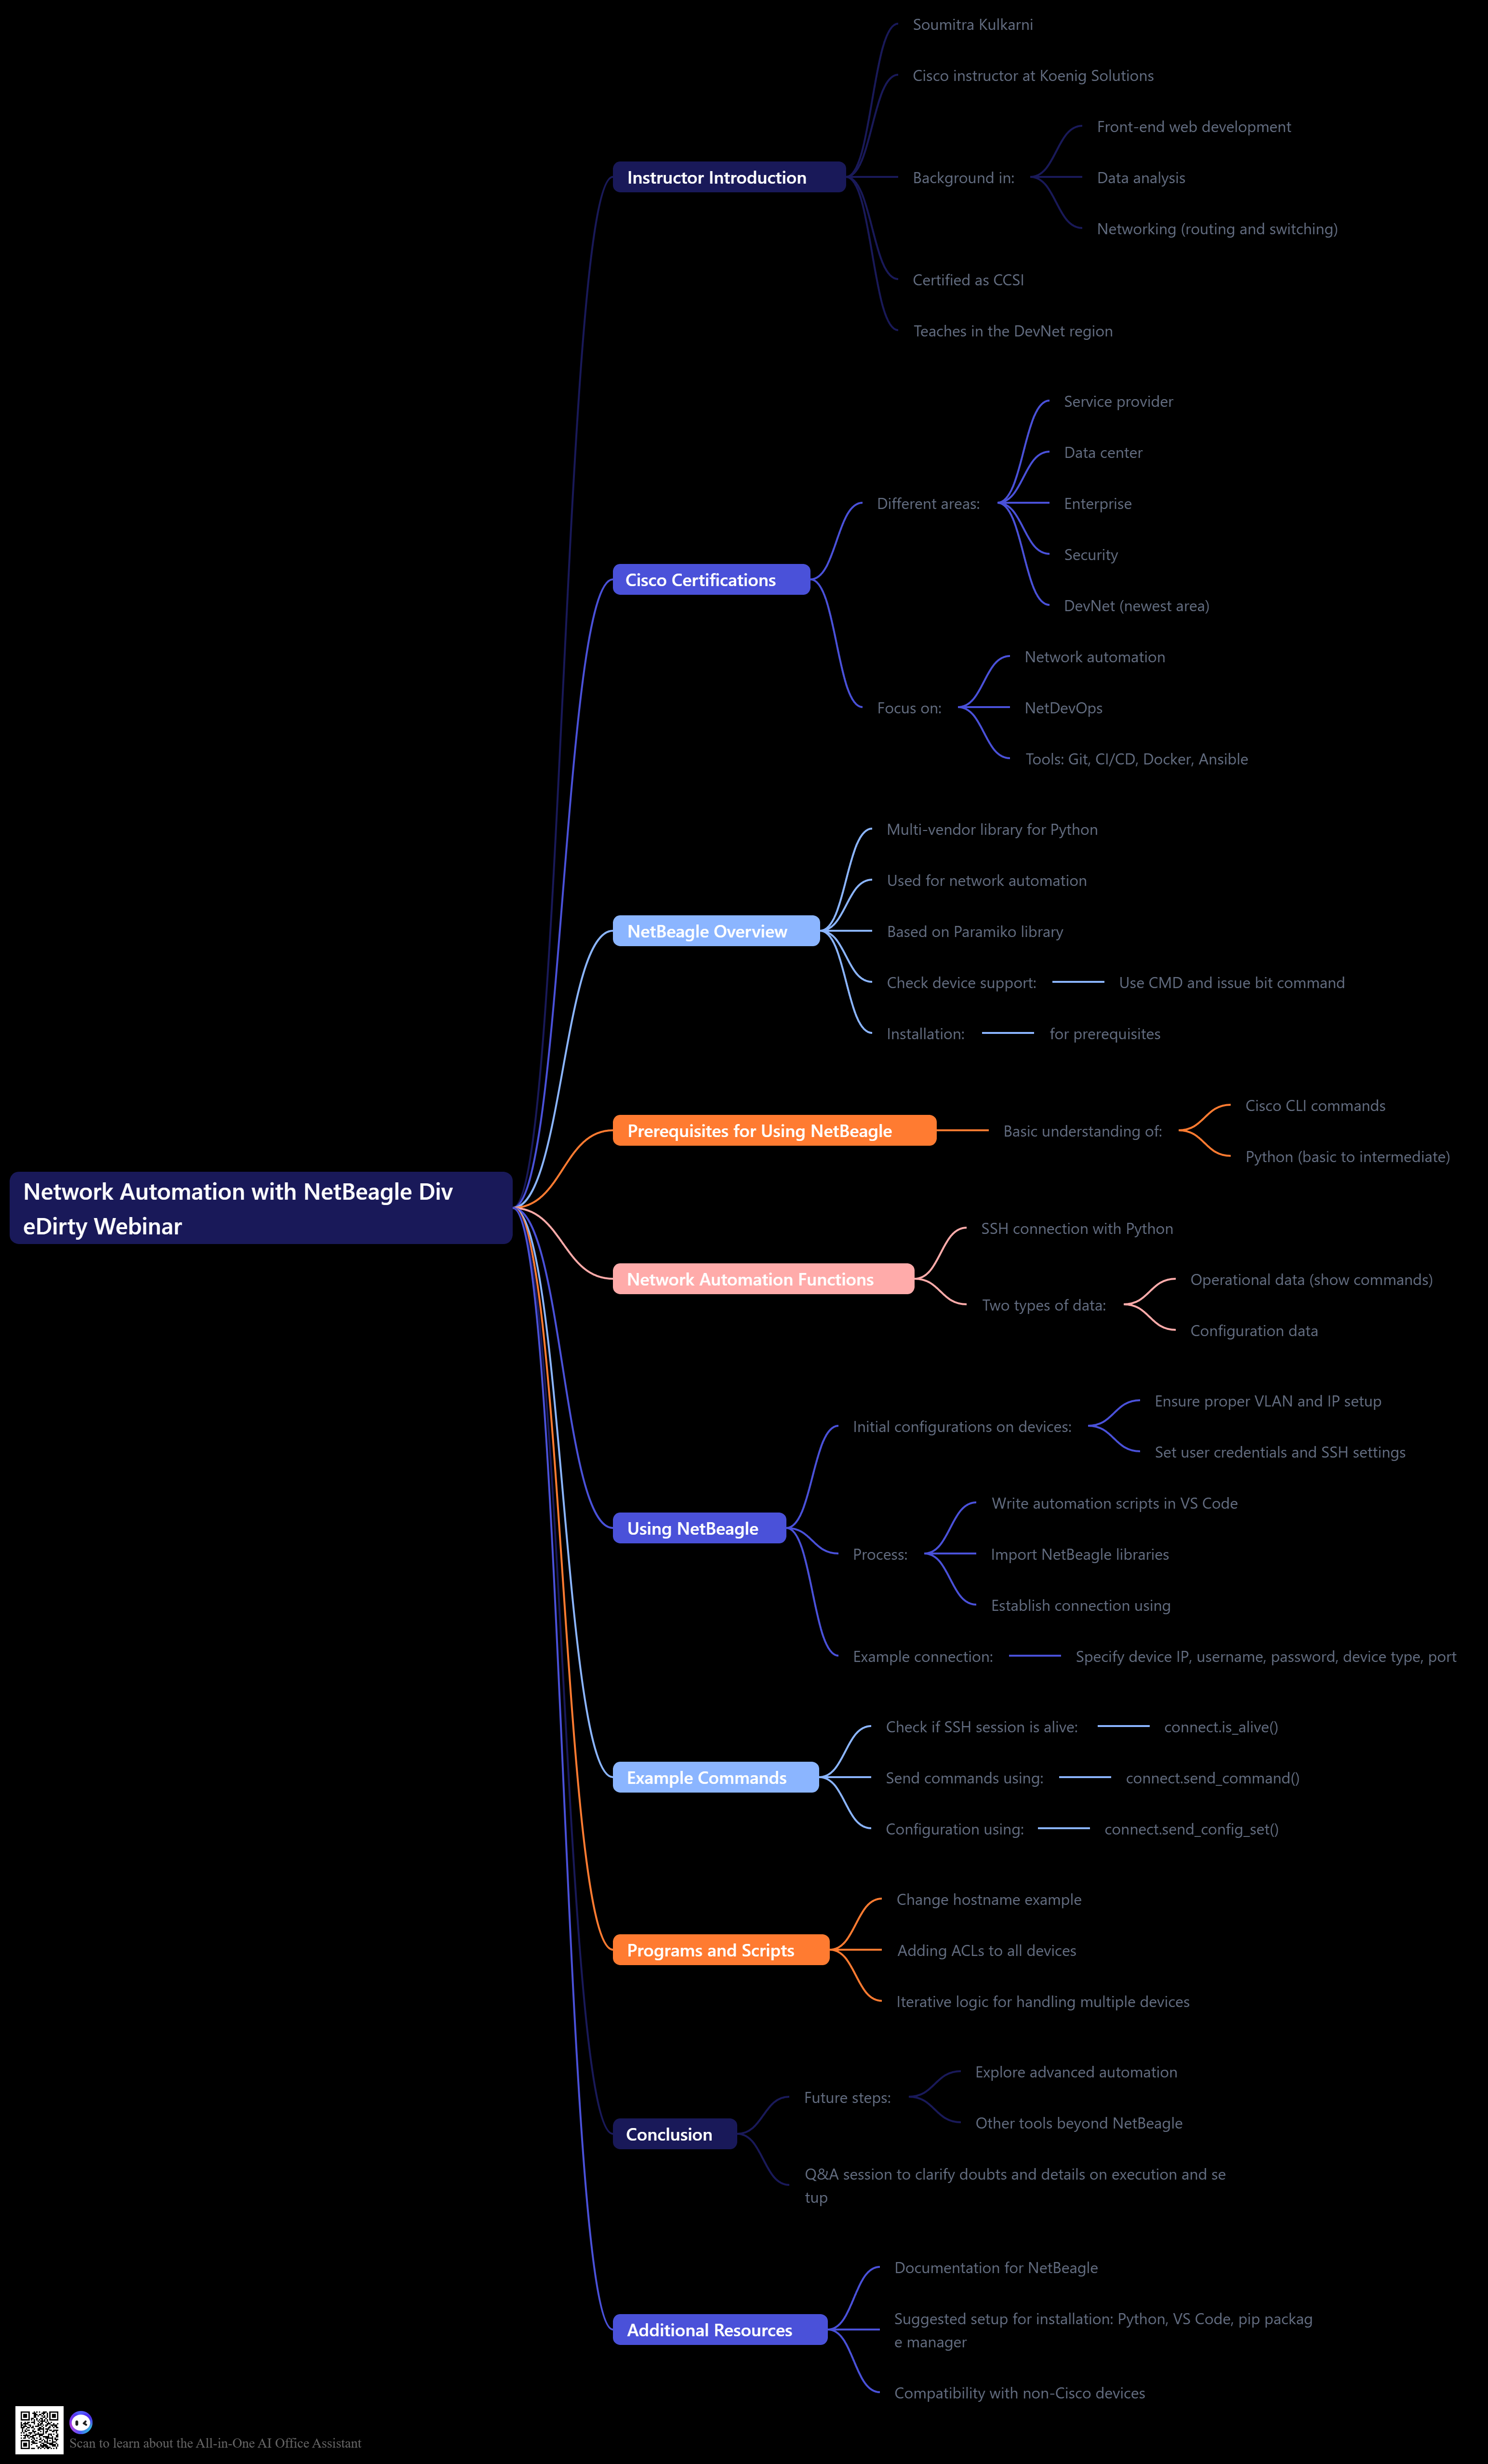 Network Automation with NetBeagle Div
eDirty Webinar
Instructor Introduction
Soumitra Kulkarni
Cisco instructor at Koenig Solutions
Background in:
Front-end web development
Data analysis
Networking (routing and switching)
Certified as CCSI
Teaches in the DevNet region
Cisco Certifications
Different areas:
Service provider
Data center
Enterprise
Security
DevNet (newest area)
Focus on:
Network automation
NetDevOps
Tools: Git, CI/CD, Docker, Ansible
NetBeagle Overview
Multi-vendor library for Python
Used for network automation
Based on Paramiko library
Check device support:
Use CMD and issue bit command
Installation:
for prerequisites
Prerequisites for Using NetBeagle
Basic understanding of:
Cisco CLI commands
Python (basic to intermediate)
Network Automation Functions
SSH connection with Python
Two types of data:
Operational data (show commands)
Configuration data
Using NetBeagle
Initial configurations on devices:
Ensure proper VLAN and IP setup
Set user credentials and SSH settings
Process:
Write automation scripts in VS Code
Import NetBeagle libraries
Establish connection using
Example connection:
Specify device IP, username, password, device type, port
Example Commands
Check if SSH session is alive:
connect.is_alive()
Send commands using:
connect.send_command()
Configuration using:
connect.send_config_set()
Programs and Scripts
Change hostname example
Adding ACLs to all devices
Iterative logic for handling multiple devices
Conclusion
Future steps:
Explore advanced automation
Other tools beyond NetBeagle
Q&A session to clarify doubts and details on execution and se
tup
Additional Resources
Documentation for NetBeagle
Suggested setup for installation: Python, VS Code, pip packag
e manager
Compatibility with non-Cisco devices
Scan to learn about the All-in-One AI Office Assistant